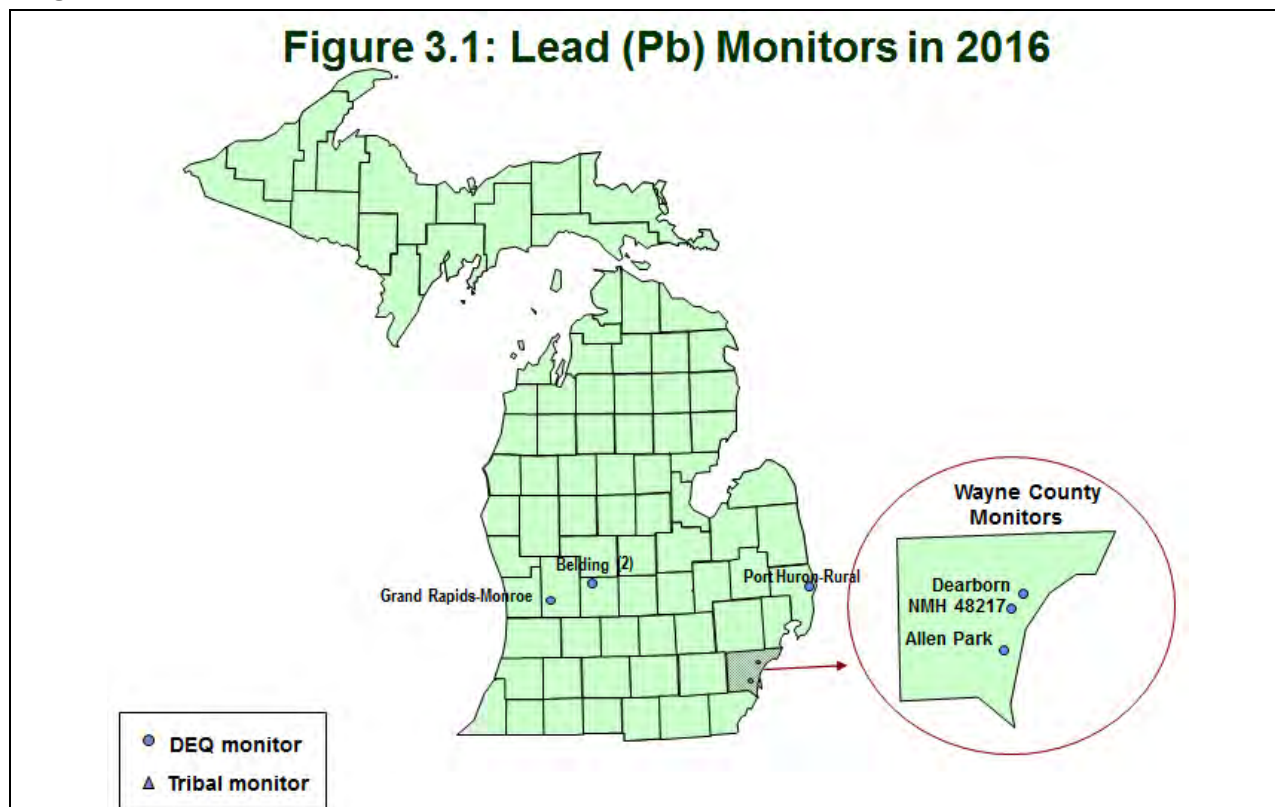 Figure 3.1: Lead (Pb) Monitors in 2016
Wayne County
Monitors
Belding (2)
Port Huron-Rural
Grand Rapids-Monroe
Dearborn
NMH 48217
Allen Park
DEQ monitor
Tribal monitor